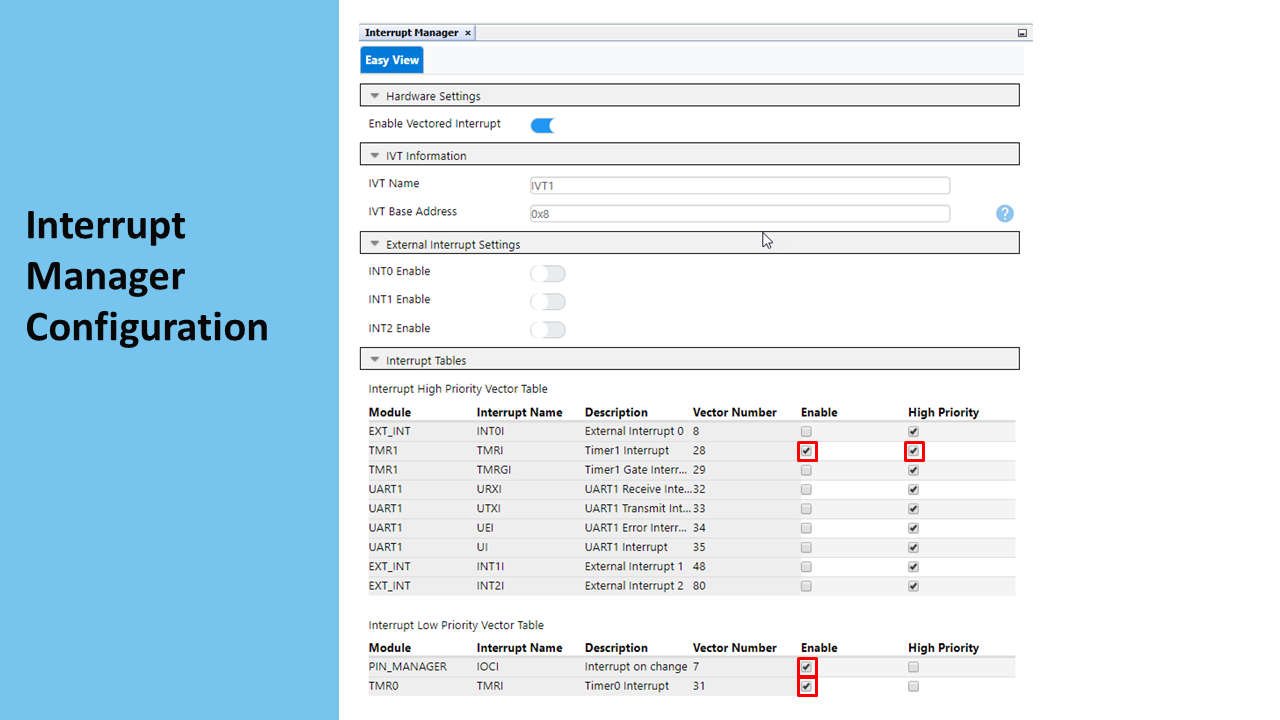 Interrupt
Manager
Configuration
Interrupt Manager ×
Easy View
Hardware Settings
Enable Vectored Interrupt
IVT Information
IVT Name IVT1
IVT Base Address 0x8 ?
External Interrupt Settings
INT0 Enable
INT1 Enable
INT2 Enable
Interrupt Tables
Interrupt High Priority Vector Table
Module Interrupt Name Description Vector Number Enable High Priority
EXT_INT INT0I External Interrupt 0 8
TMR1 TMRI Timer1 Interrupt 28
TMR1 TMRGI Timer1 Gate Interr... 29
UART1 URXI UART1 Receive Inte... 32
UART1 UTXI UART1 Transmit Int... 33
UART1 UEI UART1 Error Interr... 34
UART1 UI UART1 Interrupt 35
EXT_INT INT1I External Interrupt 1 48
EXT_INT INT2I External Interrupt 2 80
Interrupt Low Priority Vector Table
Module Interrupt Name Description Vector Number Enable High Priority
PIN_MANAGER IOCI Interrupt on change 7
TMR0 TMRI Timer0 Interrupt 31